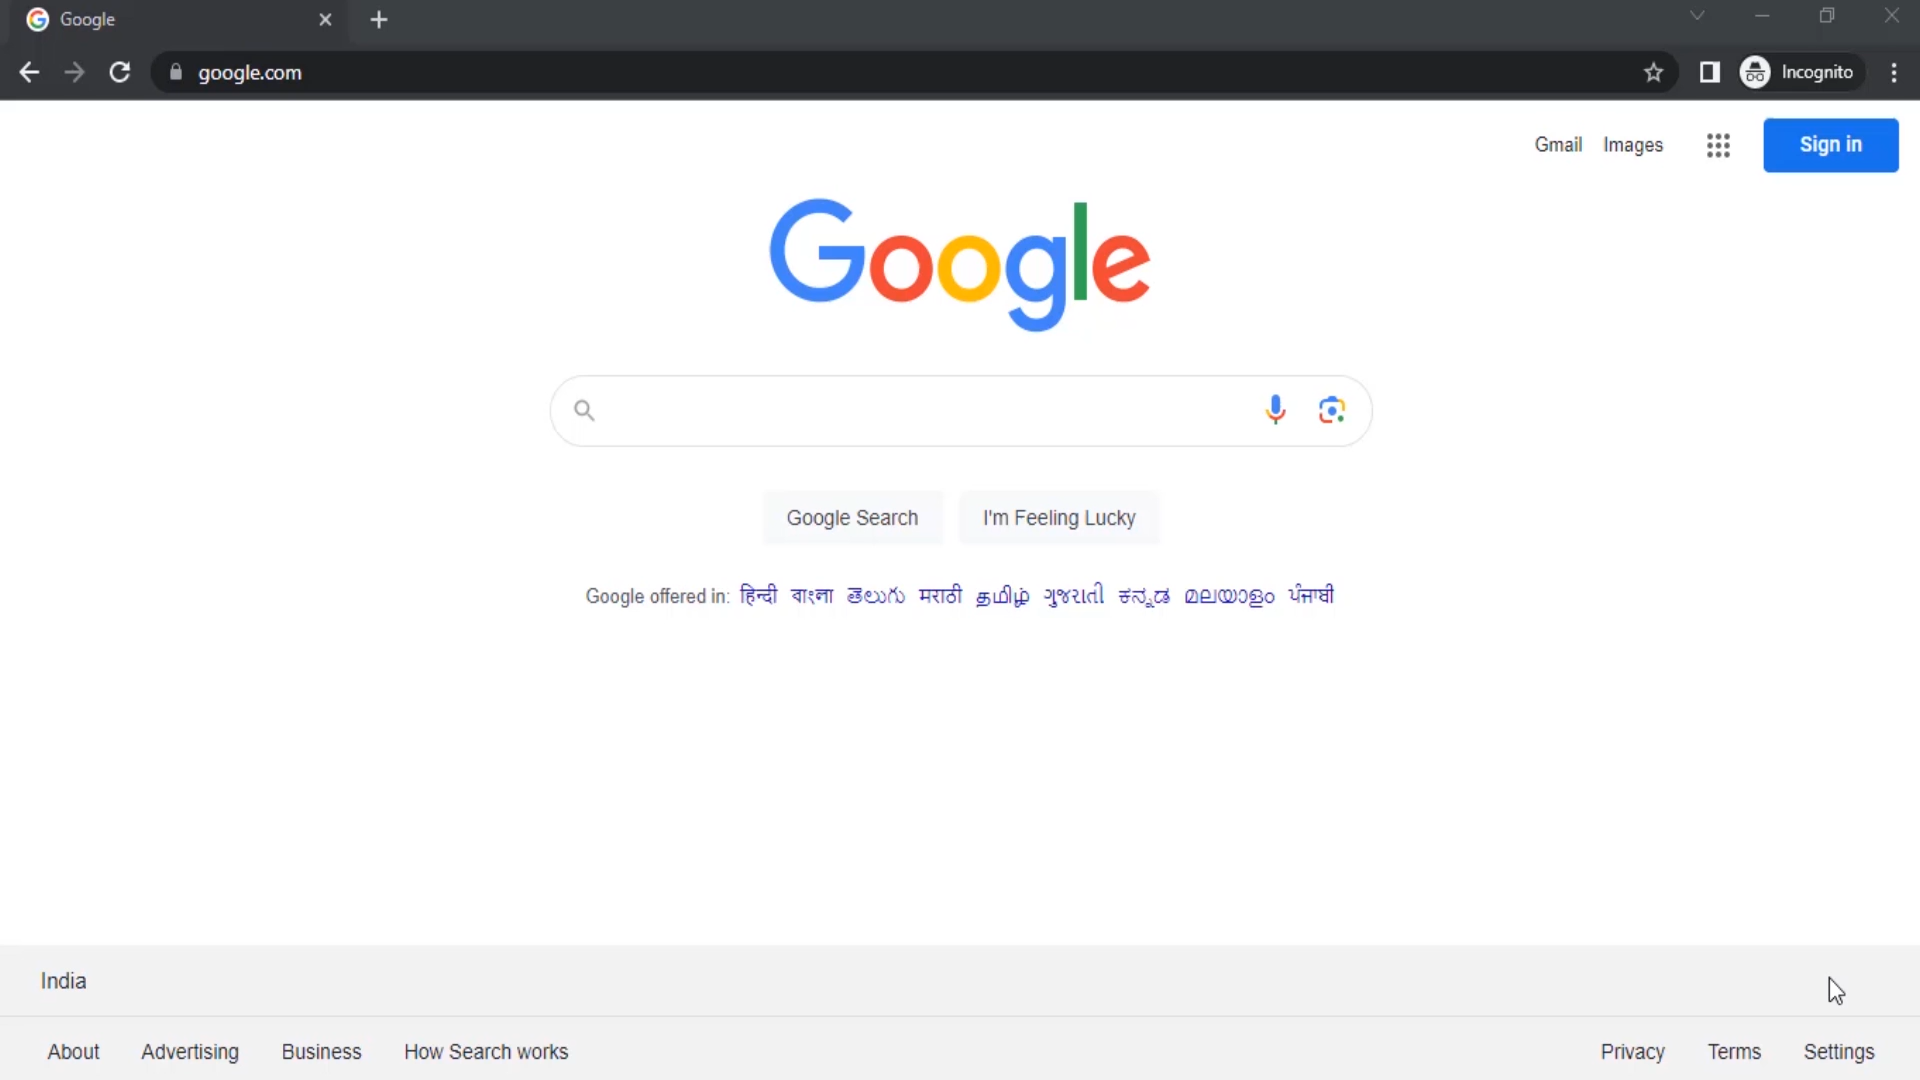 Google
google.com
Incognito
Gmail Images
Sign in
Google
Google Search
I'm Feeling Lucky
Google offered in: हिन्दी বাংলা తెలుగు मराठी தமிழ் ગુજરાતી ಕನ್ನಡ മലയാളം ਪੰਜਾਬੀ
India
About Advertising Business How Search works
Privacy Terms Settings